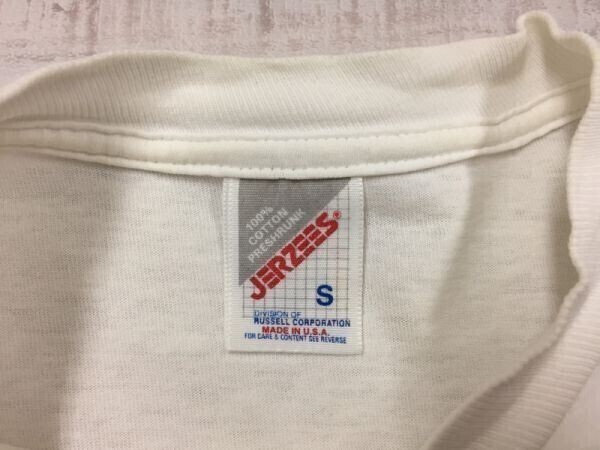 100%
COTTON
PRESHRUNK
JERZEES®
S
DIVISION OF
RUSSELL CORPORATION
MADE IN U.S.A.
FOR CARE & CONTENT SEE REVERSE